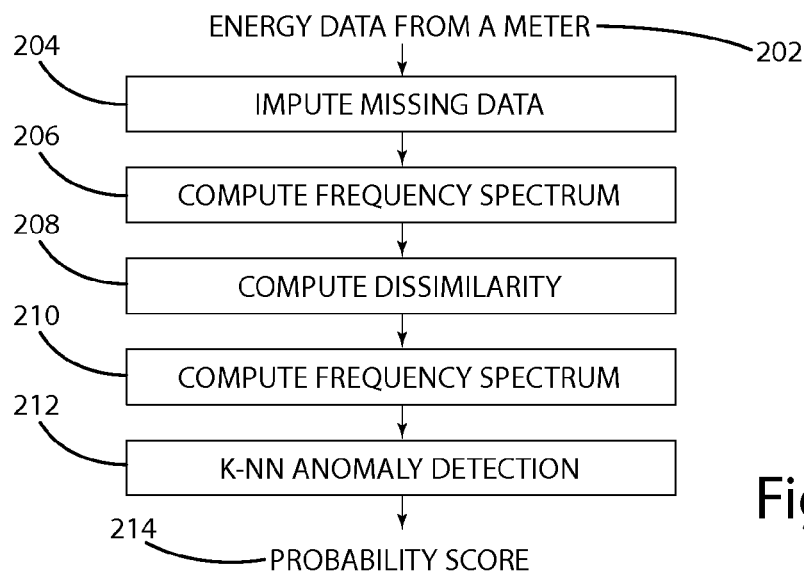 ENERGY DATA FROM A METER
202
204
IMPUTE MISSING DATA
206
COMPUTE FREQUENCY SPECTRUM
208
COMPUTE DISSIMILARITY
210
COMPUTE FREQUENCY SPECTRUM
212
K-NN ANOMALY DETECTION
214
PROBABILITY SCORE